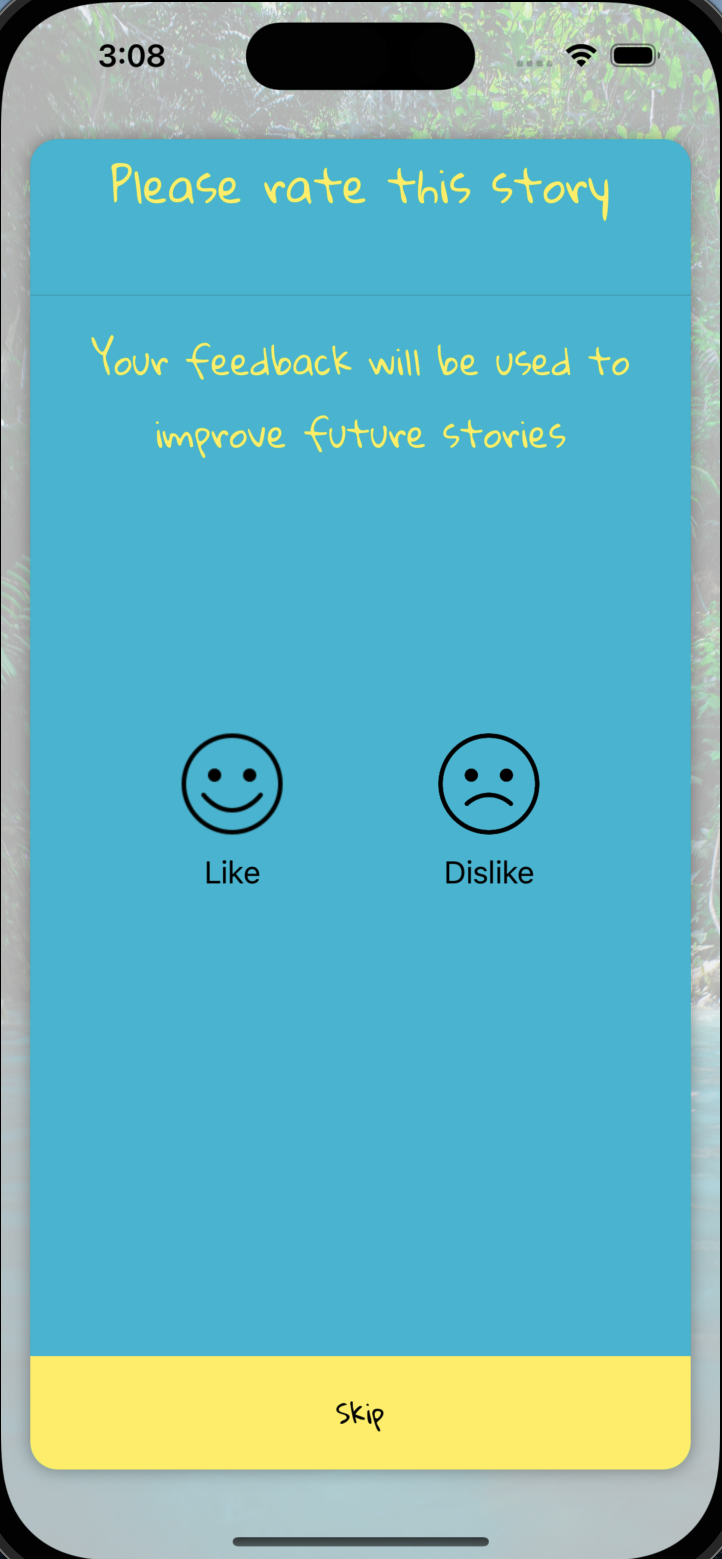 3:08
Please rate this story
Your feedback will be used to
improve future stories
Like
Dislike
Skip